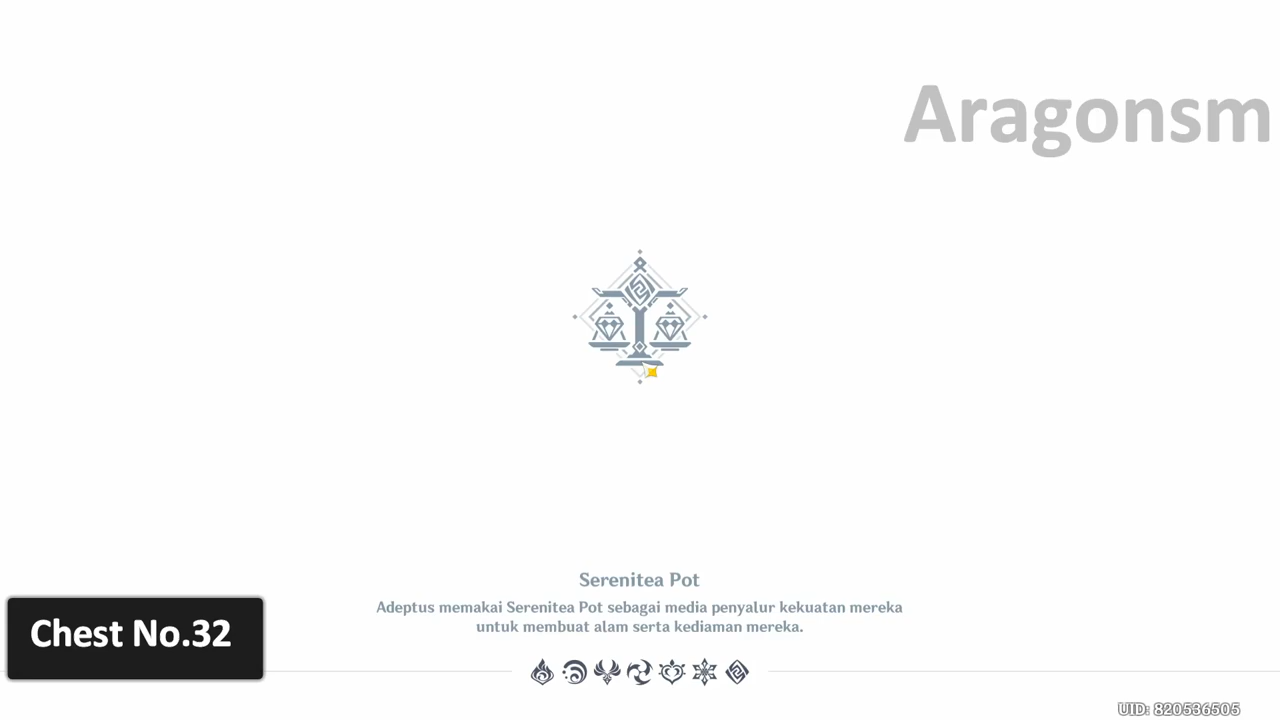 Aragonsm
Serenitea Pot
Adeptus memakai Serenitea Pot sebagai media penyalur kekuatan mereka
untuk membuat alam serta kediaman mereka.
Chest No.32
UID: 820536505